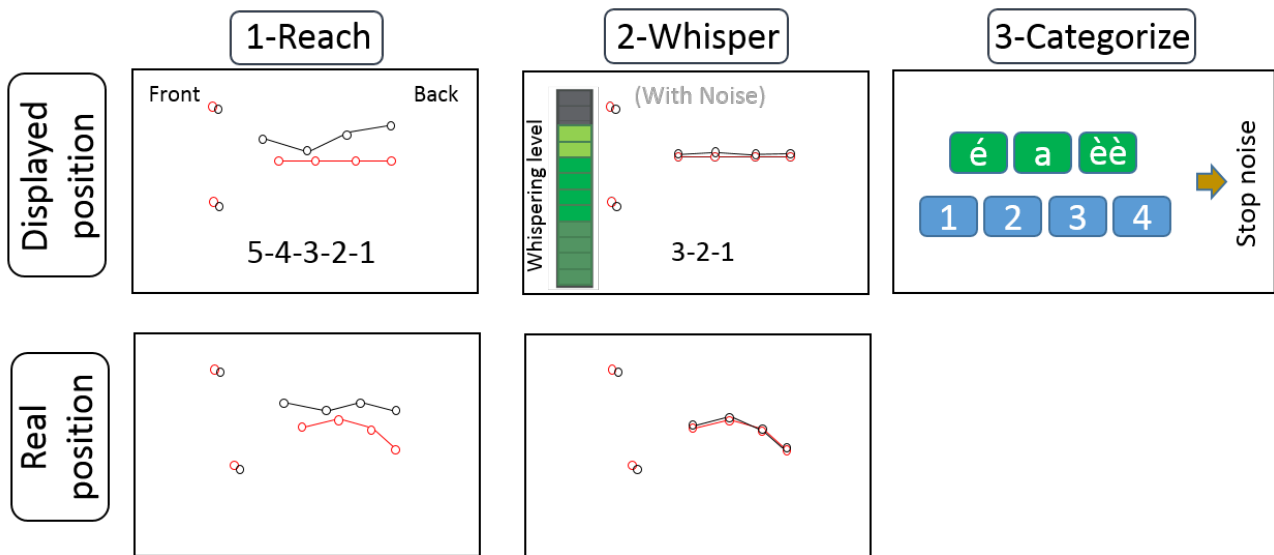 1-Reach
2-Whisper
3-Categorize
Displayed
position
Front
Back
5-4-3-2-1
Whispering level
(With Noise)
3-2-1
é a èè
1 2 3 4
Stop noise
Real
position